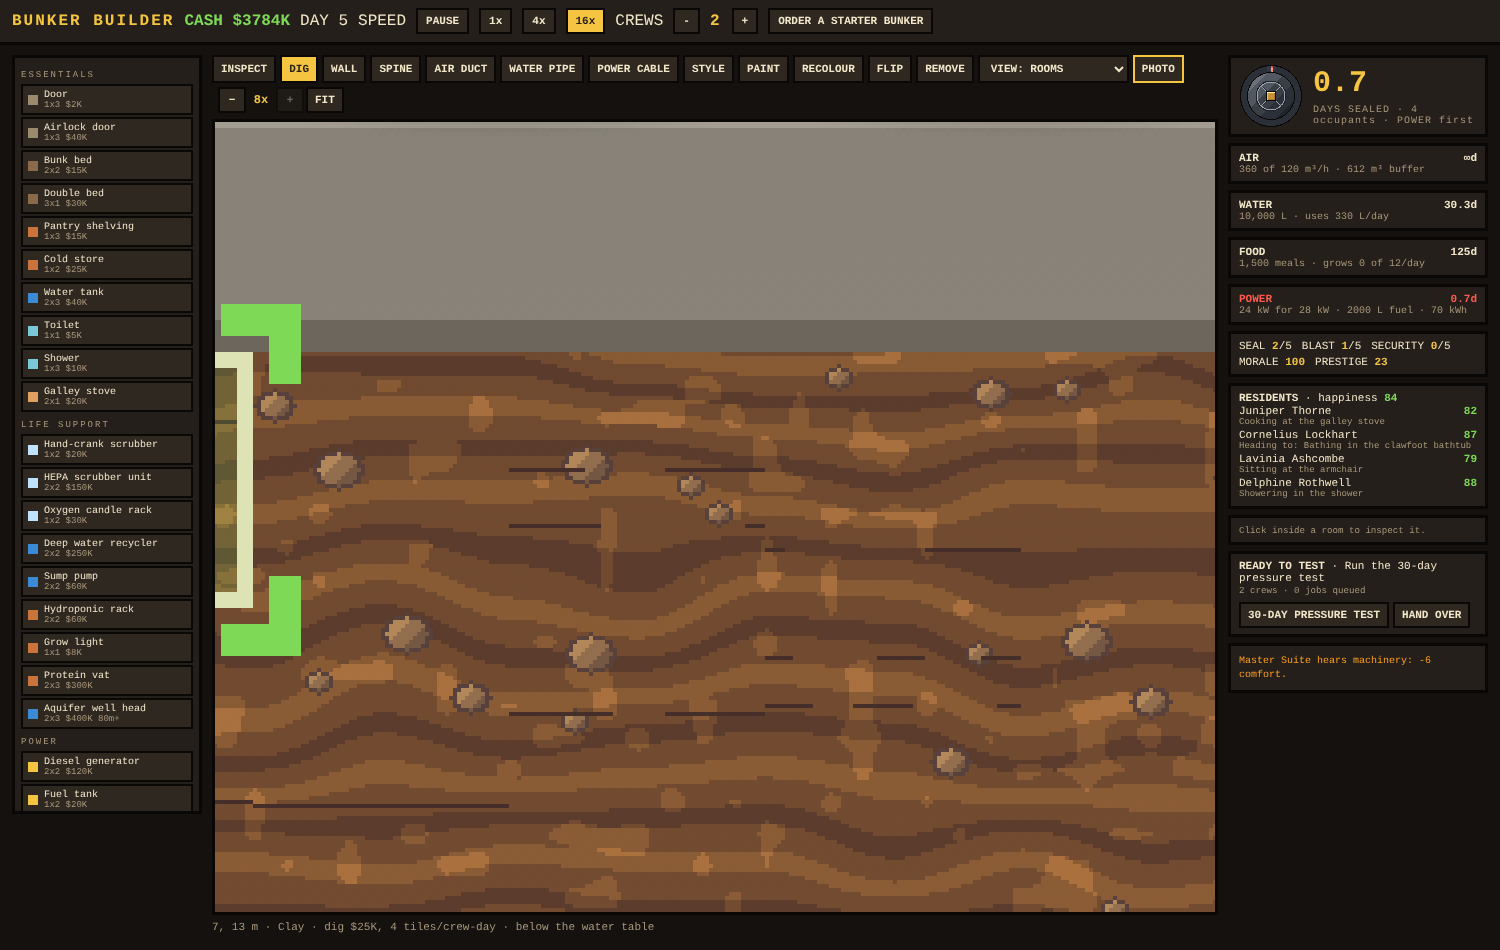 BUNKER BUILDER CASH $3784K DAY 5 SPEED PAUSE 1x 4x 16x CREWS - 2 + ORDER A STARTER BUNKER
ESSENTIALS
Door
1x3 $2K
Airlock door
1x3 $40K
Bunk bed
2x2 $15K
Double bed
3x1 $30K
Pantry shelving
1x3 $15K
Cold store
1x2 $25K
Water tank
2x3 $40K
Toilet
1x1 $5K
Shower
1x3 $10K
Galley stove
2x1 $20K
LIFE SUPPORT
Hand-crank scrubber
1x2 $20K
HEPA scrubber unit
2x2 $150K
Oxygen candle rack
1x2 $30K
Deep water recycler
2x2 $250K
Sump pump
2x2 $60K
Hydroponic rack
2x2 $60K
Grow light
1x1 $8K
Protein vat
2x3 $300K
Aquifer well head
2x3 $400K 80m+
POWER
Diesel generator
2x2 $120K
Fuel tank
1x2 $20K
INSPECT DIG WALL SPINE AIR DUCT WATER PIPE POWER CABLE STYLE PAINT RECOLOUR FLIP REMOVE VIEW: ROOMS PHOTO
− 8x + FIT
7, 13 m · Clay · dig $25K, 4 tiles/crew-day · below the water table
0.7
DAYS SEALED · 4
occupants · POWER first
AIR ∞d
360 of 120 m³/h · 612 m³ buffer
WATER 30.3d
10,000 L · uses 330 L/day
FOOD 125d
1,500 meals · grows 0 of 12/day
POWER 0.7d
24 kW for 28 kW · 2000 L fuel · 70 kWh
SEAL 2/5 BLAST 1/5 SECURITY 0/5
MORALE 100 PRESTIGE 23
RESIDENTS · happiness 84
Juniper Thorne 82
Cooking at the galley stove
Cornelius Lockhart 87
Heading to: Bathing in the clawfoot bathtub
Lavinia Ashcombe 79
Sitting at the armchair
Delphine Rothwell 88
Showering in the shower
Click inside a room to inspect it.
READY TO TEST · Run the 30-day
pressure test
2 crews · 0 jobs queued
30-DAY PRESSURE TEST HAND OVER
Master Suite hears machinery: -6
comfort.